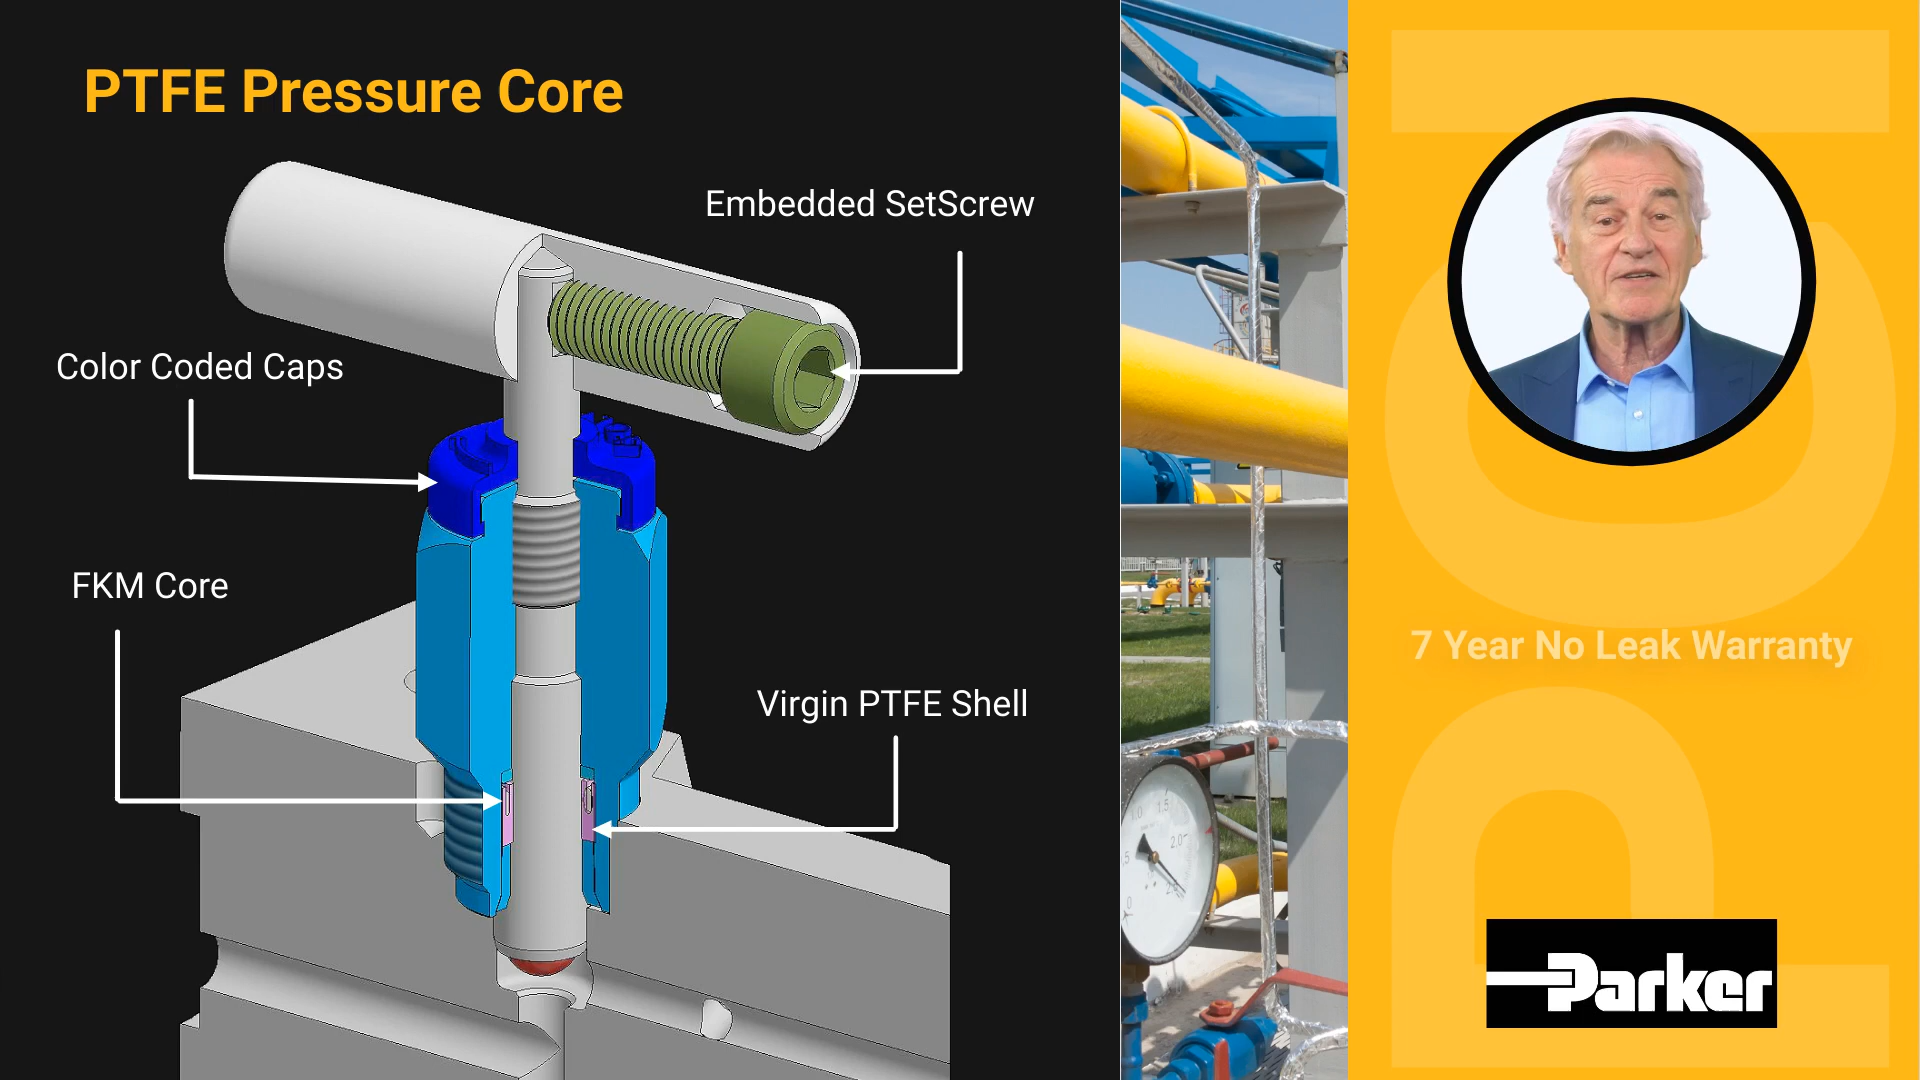 PTFE Pressure Core
Embedded SetScrew
Color Coded Caps
FKM Core
Virgin PTFE Shell
7 Year No Leak Warranty
Parker